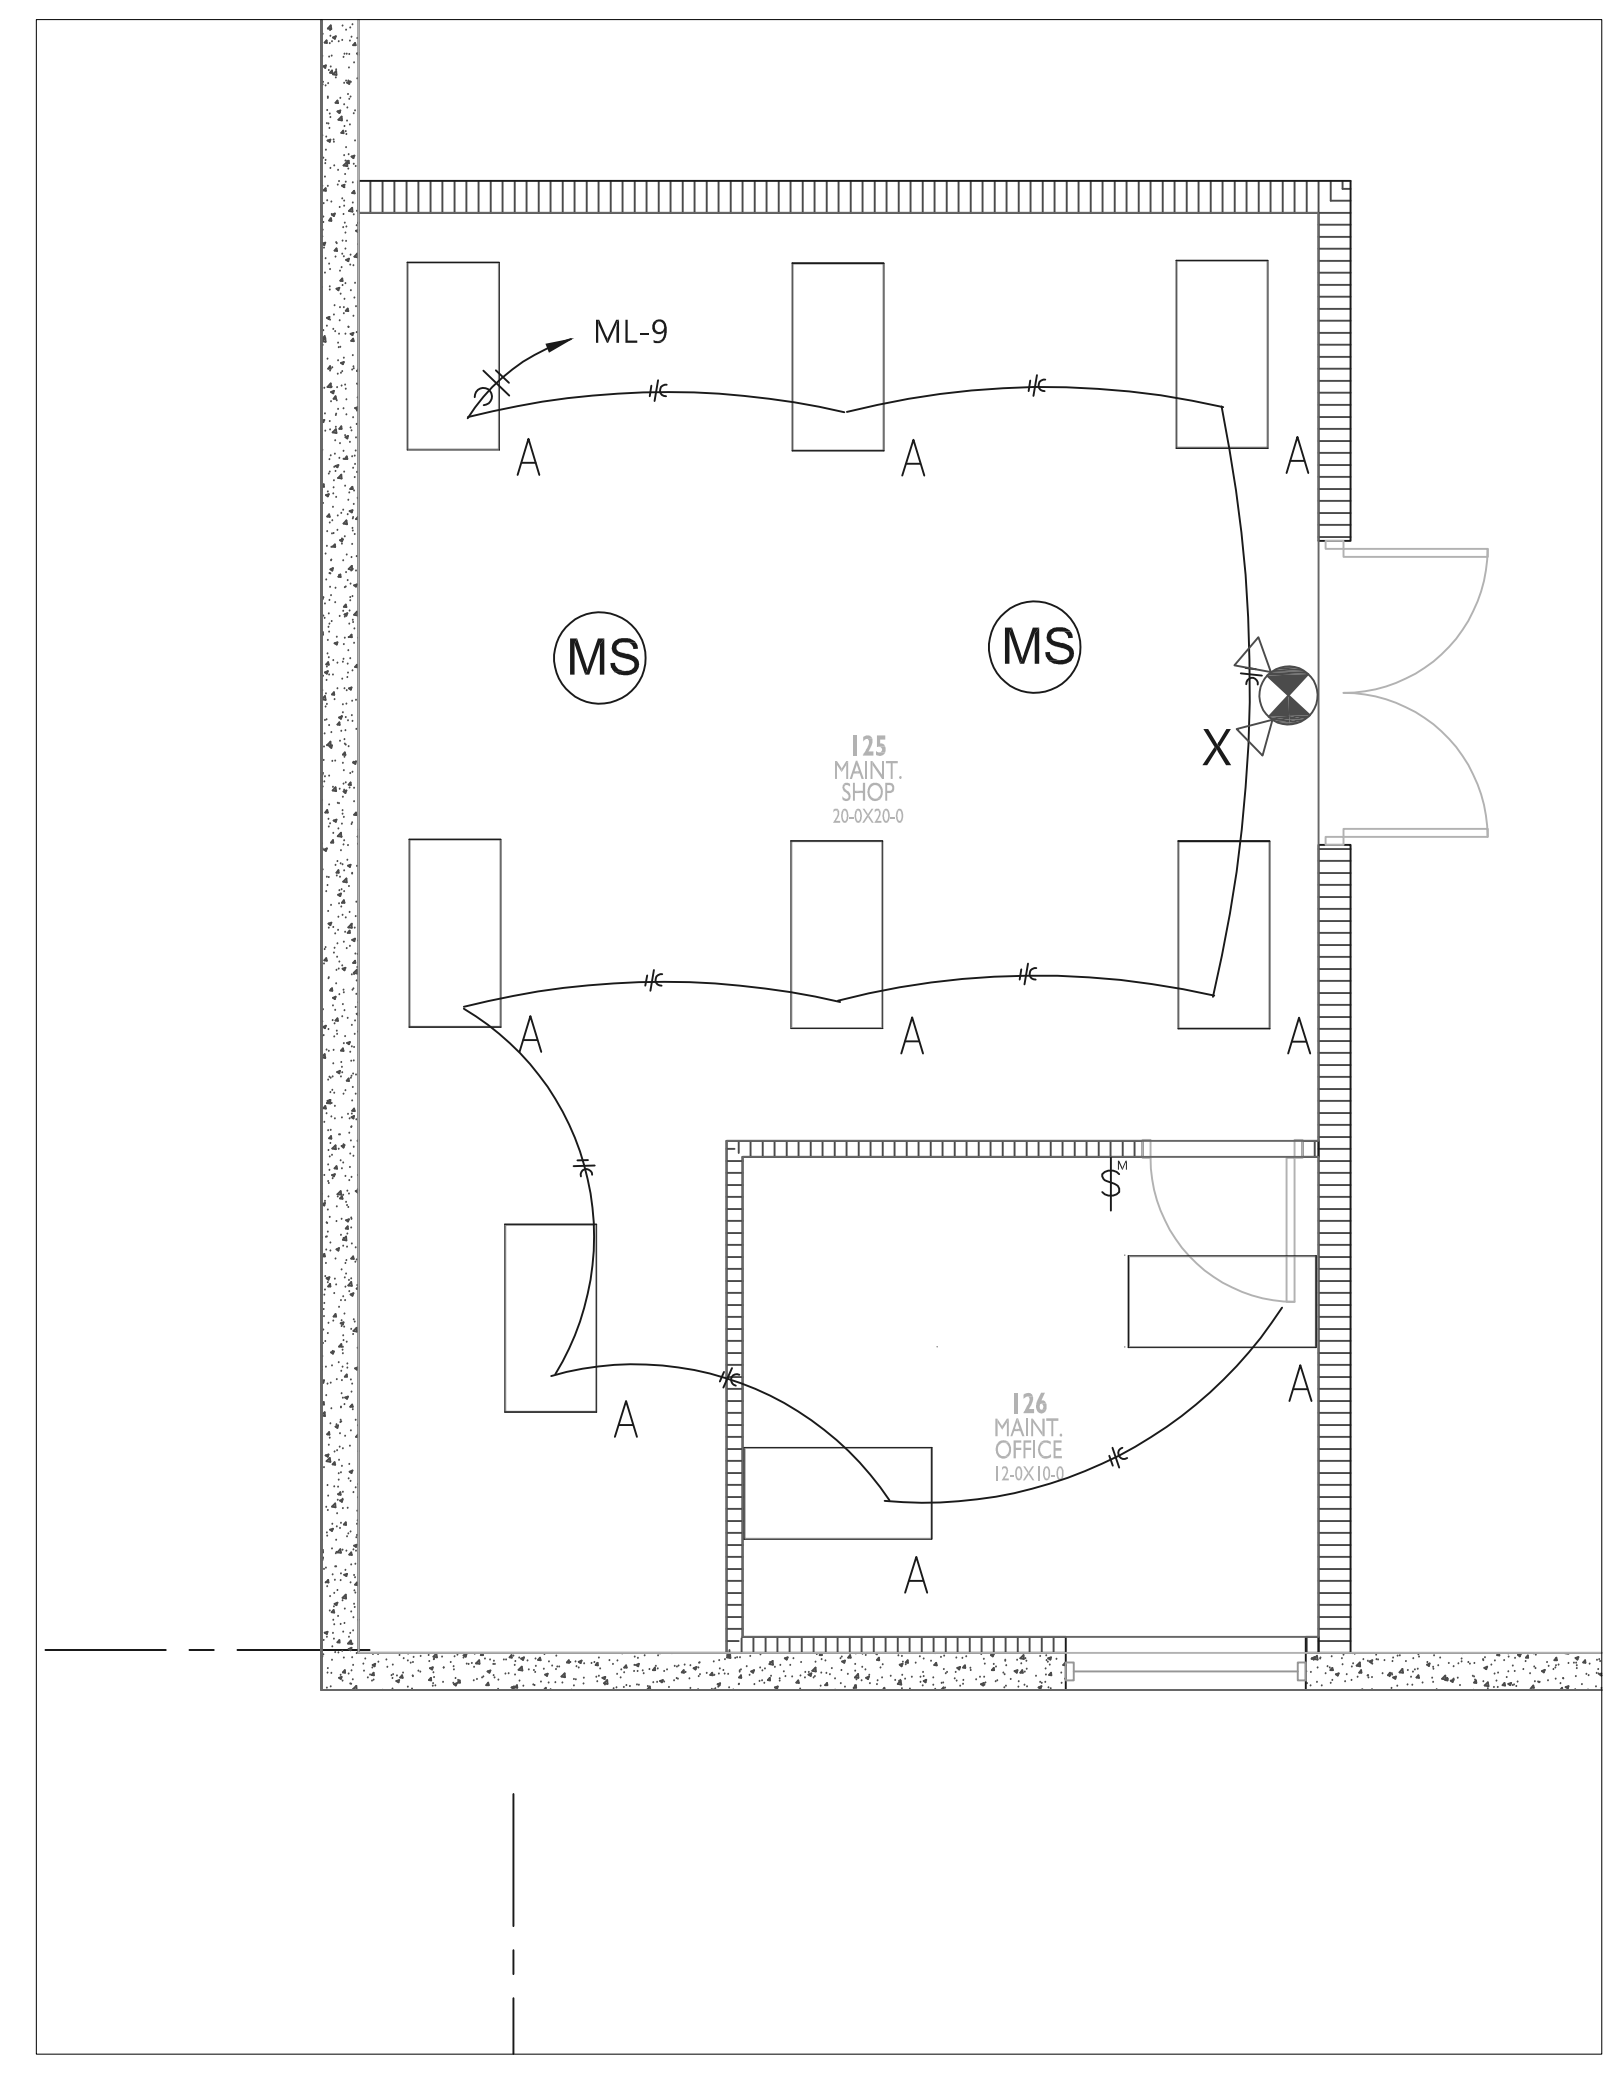 ML-9
A
A
A
MS
MS
X
125
MAINT.
SHOP
20-0X20-0
A
A
A
$M
A
A
126
MAINT.
OFFICE
12-0X10-0
A